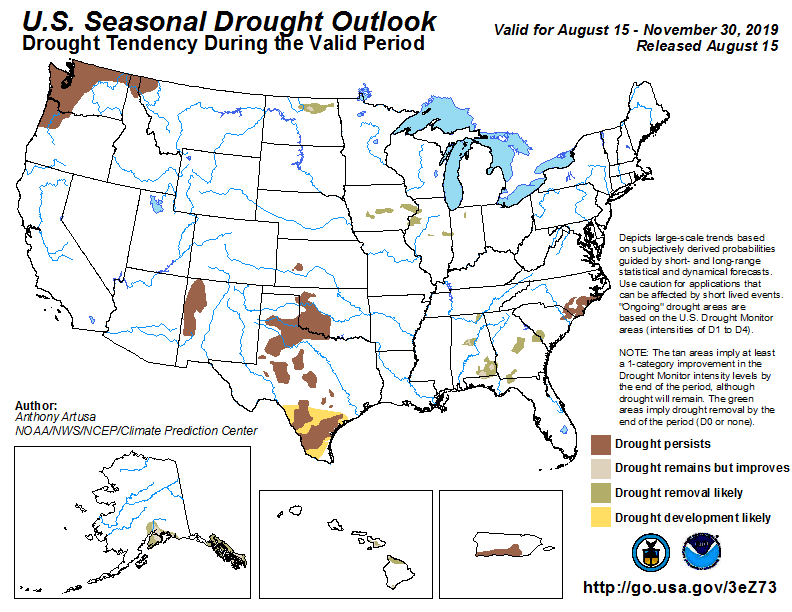 U.S. Seasonal Drought Outlook
Drought Tendency During the Valid Period
Valid for August 15 - November 30, 2019
Released August 15
Depicts large-scale trends based
on subjectively derived probabilities
guided by short- and long-range
statistical and dynamical forecasts.
Use caution for applications that
can be affected by short lived events.
"Ongoing" drought areas are
based on the U.S. Drought Monitor
areas (intensities of D1 to D4).
NOTE: The tan areas imply at least
a 1-category improvement in the
Drought Monitor intensity levels by
the end of the period, although
drought will remain. The green
areas imply drought removal by the
end of the period (D0 or none).
Author:
Anthony Artusa
NOAA/NWS/NCEP/Climate Prediction Center
Drought persists
Drought remains but improves
Drought removal likely
Drought development likely
http://go.usa.gov/3eZ73